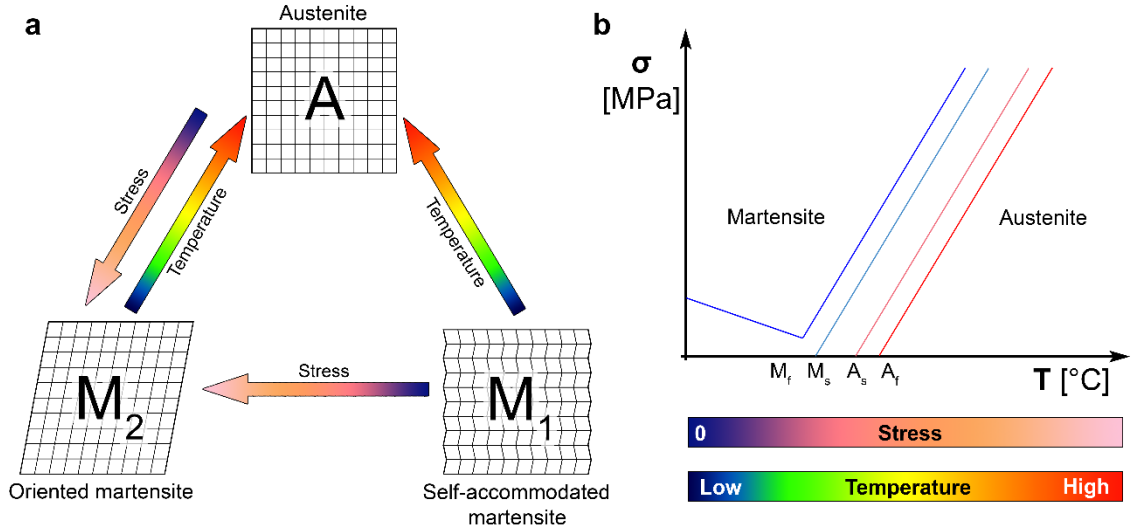 a
Austenite
A
Stress
Temperature
Temperature
Stress
M2
Oriented martensite
M1
Self-accommodated
martensite
b
σ
[MPa]
Martensite
Austenite
Mf Ms As Af
T [°C]
0 Stress
Low Temperature High